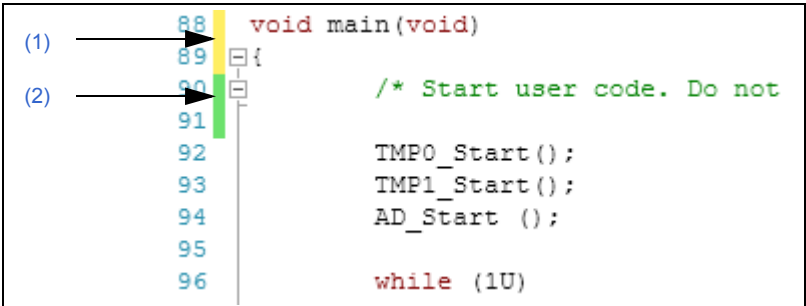 (1)
88 void main(void)
89 {
(2)
90 /* Start user code. Do not
91
92 TMP0_Start();
93 TMP1_Start();
94 AD_Start ();
95
96 while (1U)